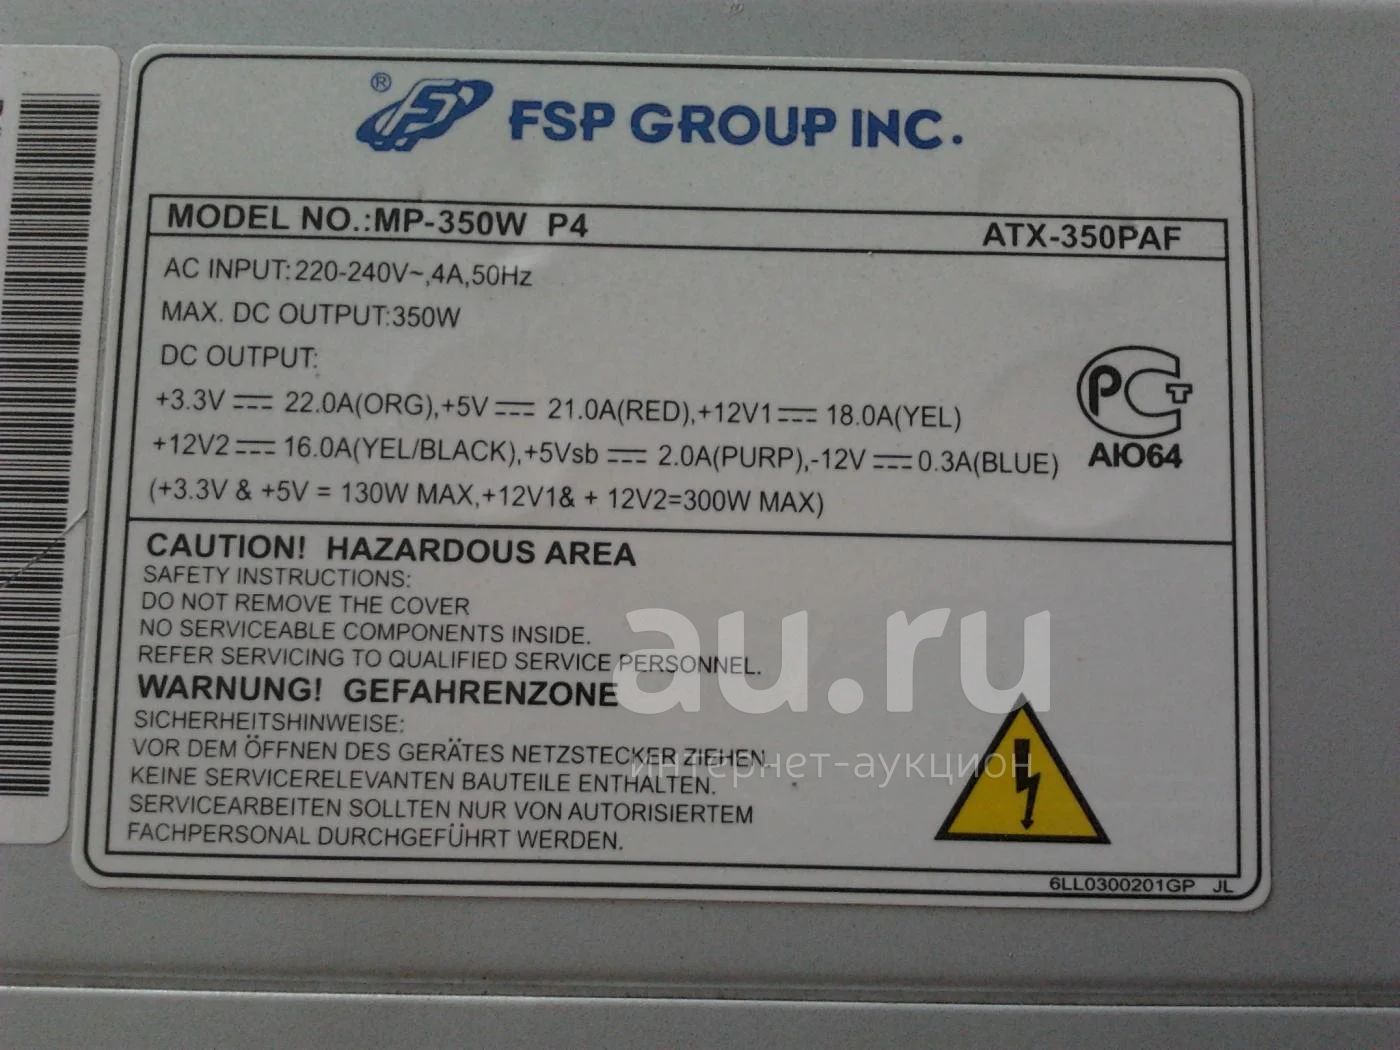 ® FSP GROUP INC.
MODEL NO.:MP-350W P4 ATX-350PAF
AC INPUT:220-240V~,4A,50Hz
MAX. DC OUTPUT:350W
DC OUTPUT:
+3.3V ⎓ 22.0A(ORG),+5V ⎓ 21.0A(RED),+12V1 ⎓ 18.0A(YEL)
+12V2 ⎓ 16.0A(YEL/BLACK),+5Vsb ⎓ 2.0A(PURP),-12V ⎓ 0.3A(BLUE)
(+3.3V & +5V = 130W MAX,+12V1& + 12V2=300W MAX)
РСТ
АЮ64
CAUTION! HAZARDOUS AREA
SAFETY INSTRUCTIONS:
DO NOT REMOVE THE COVER
NO SERVICEABLE COMPONENTS INSIDE.
REFER SERVICING TO QUALIFIED SERVICE PERSONNEL.
WARNUNG! GEFAHRENZONE
SICHERHEITSHINWEISE:
VOR DEM ÖFFNEN DES GERÄTES NETZSTECKER ZIEHEN
KEINE SERVICERELEVANTEN BAUTEILE ENTHALTEN.
SERVICEARBEITEN SOLLTEN NUR VON AUTORISIERTEM
FACHPERSONAL DURCHGEFÜHRT WERDEN.
6LL0300201GP JL
au.ru
интернет-аукцион